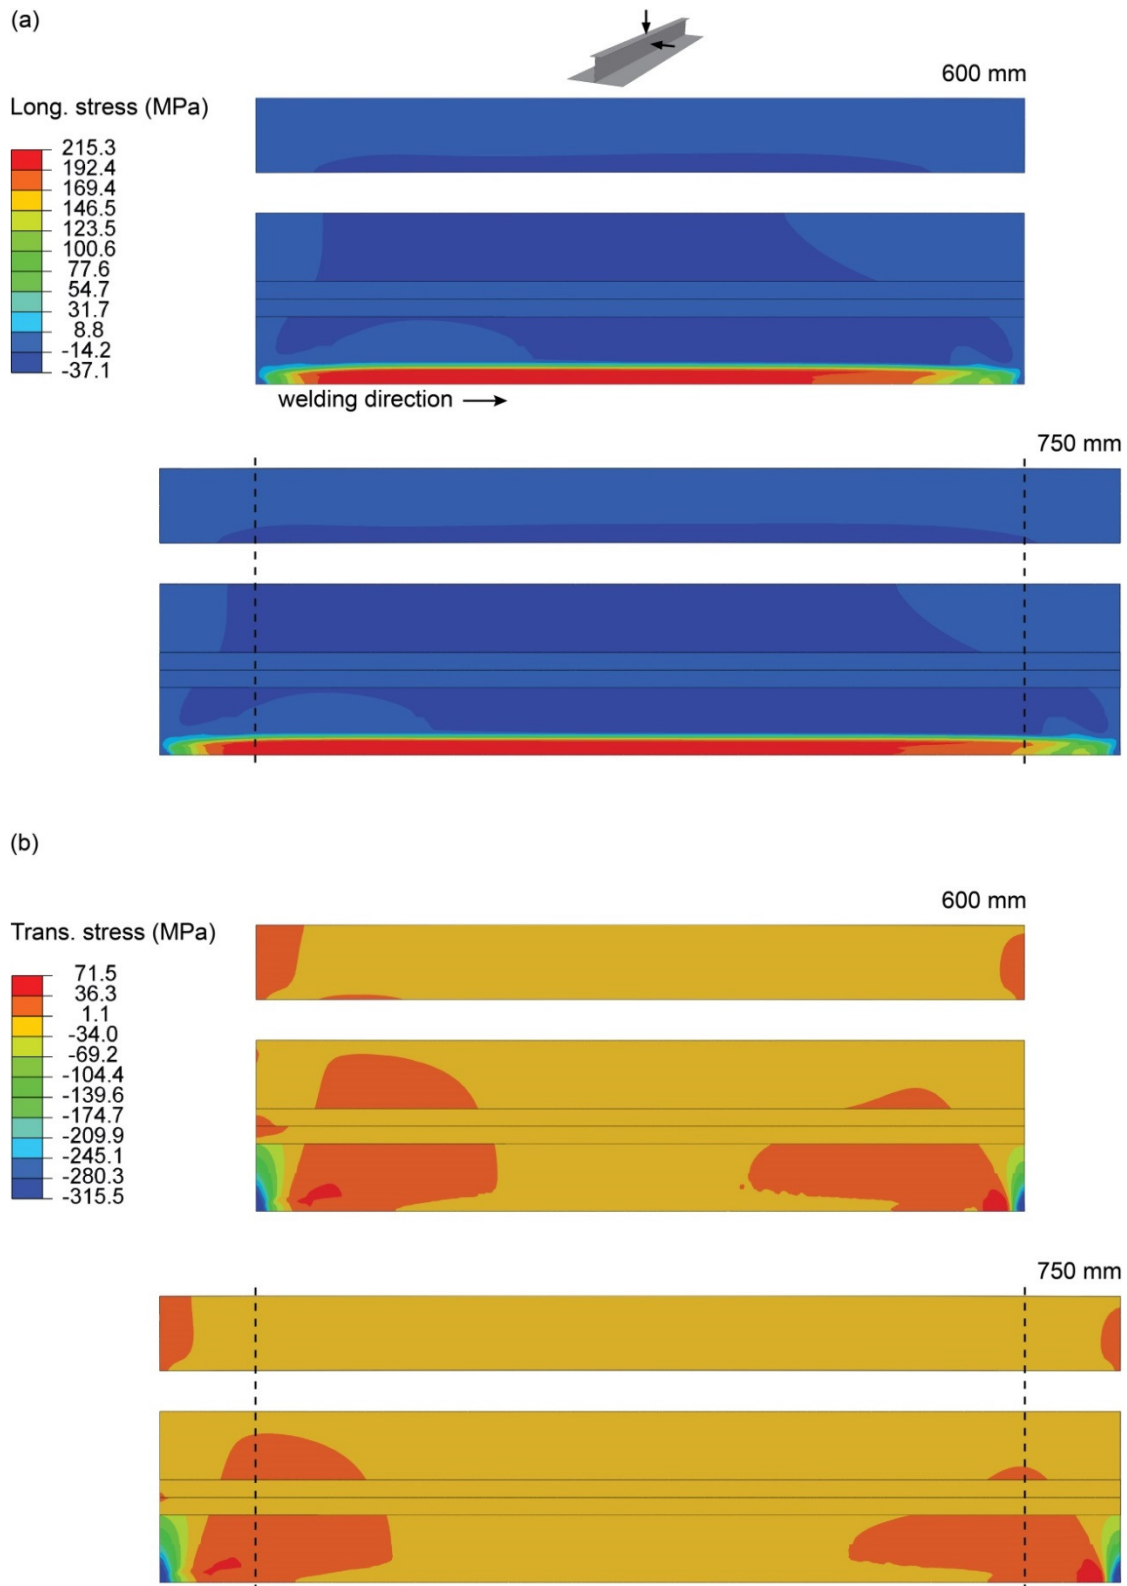 (a)
600 mm
Long. stress (MPa)
215.3
192.4
169.4
146.5
123.5
100.6
77.6
54.7
31.7
8.8
-14.2
-37.1
welding direction
750 mm
(b)
600 mm
Trans. stress (MPa)
71.5
36.3
1.1
-34.0
-69.2
-104.4
-139.6
-174.7
-209.9
-245.1
-280.3
-315.5
750 mm